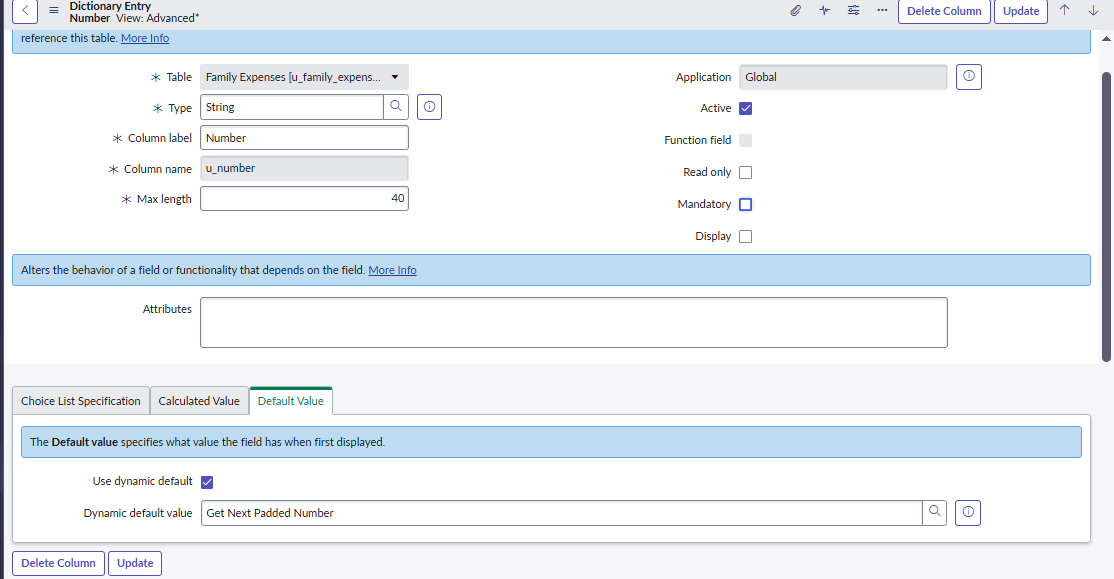 Dictionary Entry
Number View: Advanced*
Delete Column
Update
reference this table. More Info
Table
Family Expenses [u_family_expens...
Application
Global
Type
String
Active
Column label
Number
Function field
Column name
u_number
Read only
Max length
40
Mandatory
Display
Alters the behavior of a field or functionality that depends on the field. More Info
Attributes
Choice List Specification
Calculated Value
Default Value
The Default value specifies what value the field has when first displayed.
Use dynamic default
Dynamic default value
Get Next Padded Number
Delete Column
Update